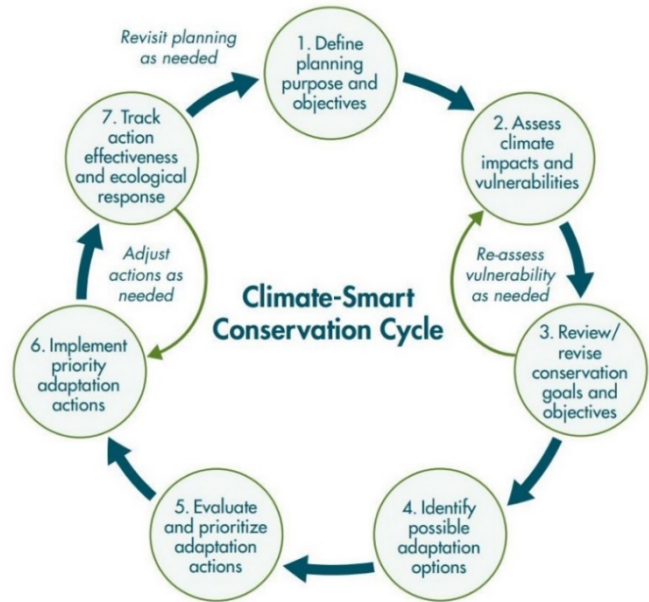 Revisit planning
as needed
1. Define
planning
purpose and
objectives
2. Assess
climate
impacts and
vulnerabilities
Re-assess
vulnerability
as needed
3. Review/
revise
conservation
goals and
objectives
4. Identify
possible
adaptation
options
5. Evaluate
and prioritize
adaptation
actions
6. Implement
priority
adaptation
actions
7. Track
action
effectiveness
and ecological
response
Adjust
actions as
needed
Climate-Smart
Conservation Cycle